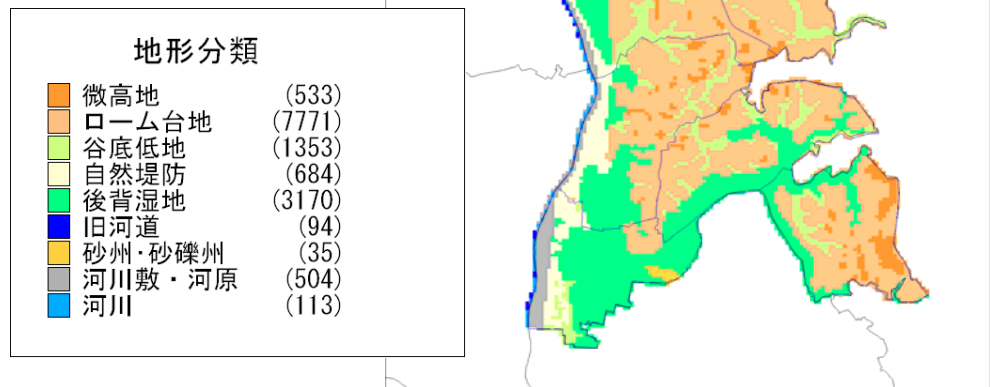 地形分類
微高地 (533)
ローム台地 (7771)
谷底低地 (1353)
自然堤防 (684)
後背湿地 (3170)
旧河道 (94)
砂州・砂礫州 (35)
河川敷・河原 (504)
河川 (113)